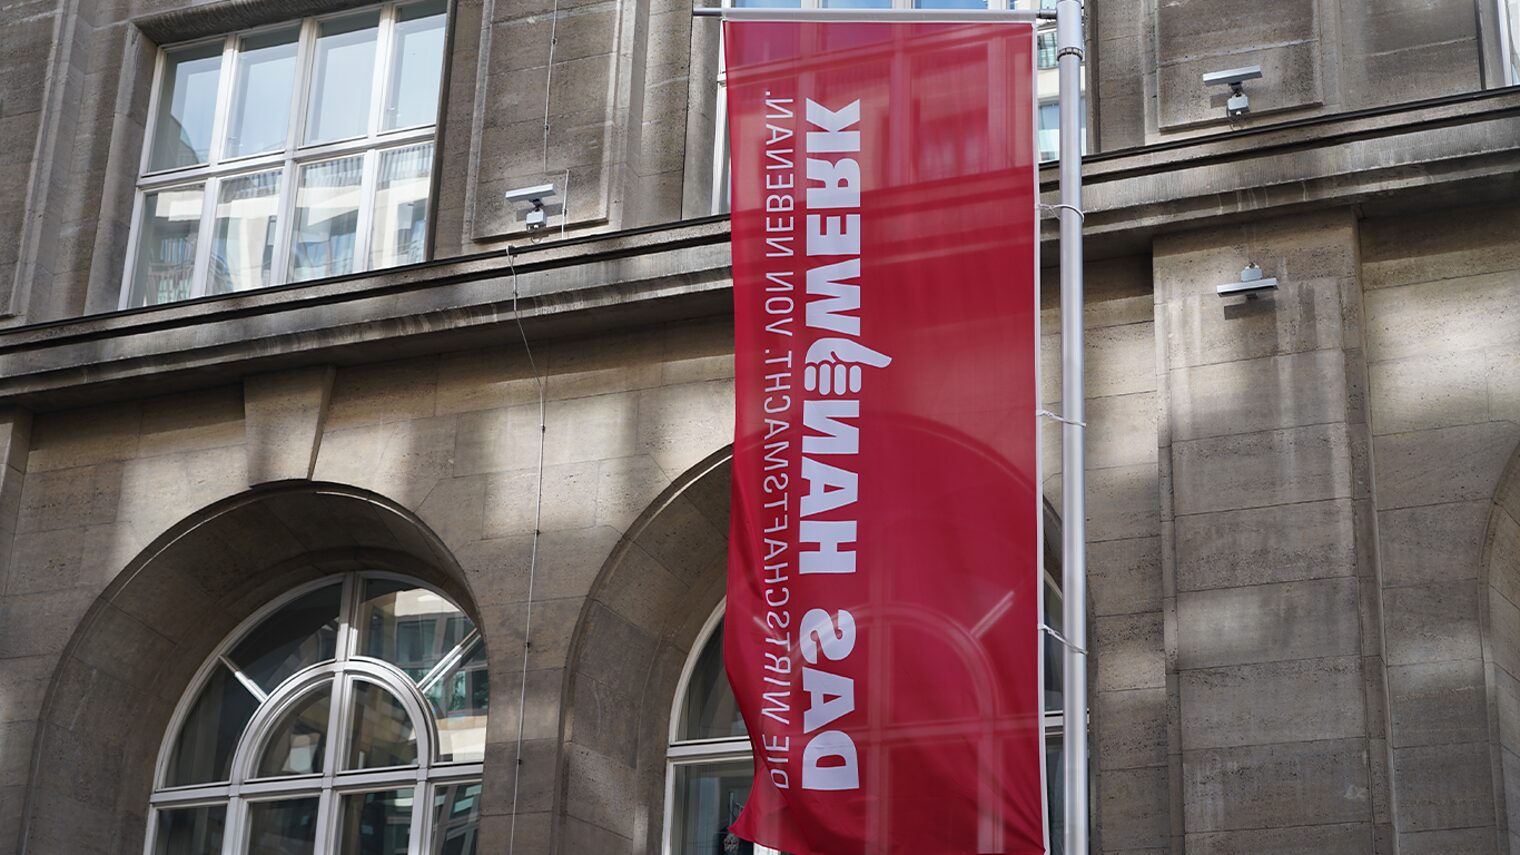 DAS HANDWERK
DIE WIRTSCHAFTSMACHT. VON NEBENAN.